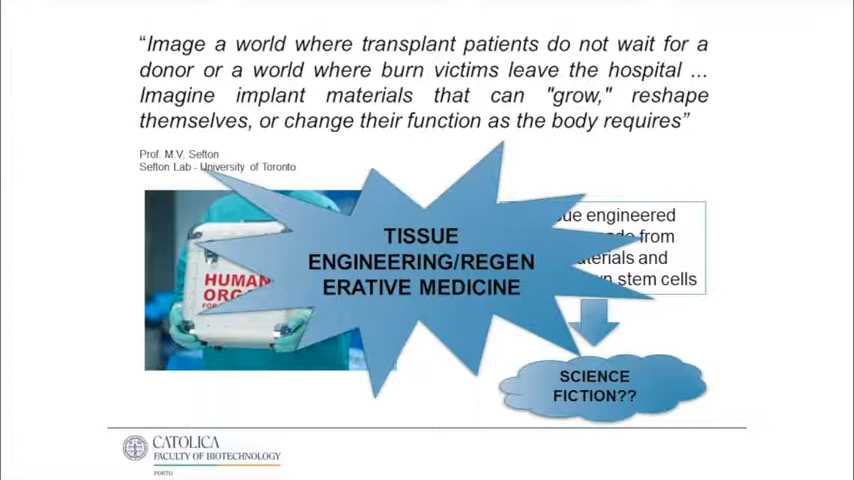 “Image a world where transplant patients do not wait for a
donor or a world where burn victims leave the hospital ...
Imagine implant materials that can "grow," reshape
themselves, or change their function as the body requires”
Prof. M.V. Sefton
Sefton Lab - University of Toronto
HUMAN
TISSUE
ENGINEERING/REGEN
ERATIVE MEDICINE
engineered
from
and
stem cells
SCIENCE
FICTION??
CATOLICA
FACULTY OF BIOTECHNOLOGY
PORTO